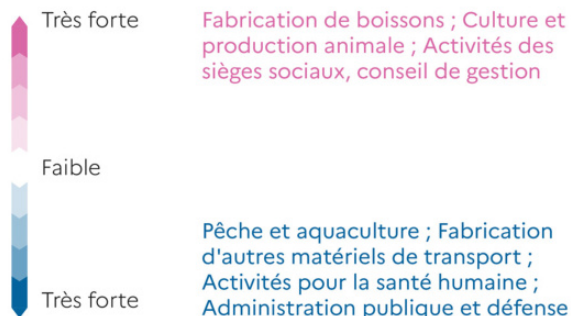 Très forte
Fabrication de boissons ; Culture et
production animale ; Activités des
sièges sociaux, conseil de gestion
Faible
Pêche et aquaculture ; Fabrication
d'autres matériels de transport ;
Activités pour la santé humaine ;
Administration publique et défense
Très forte